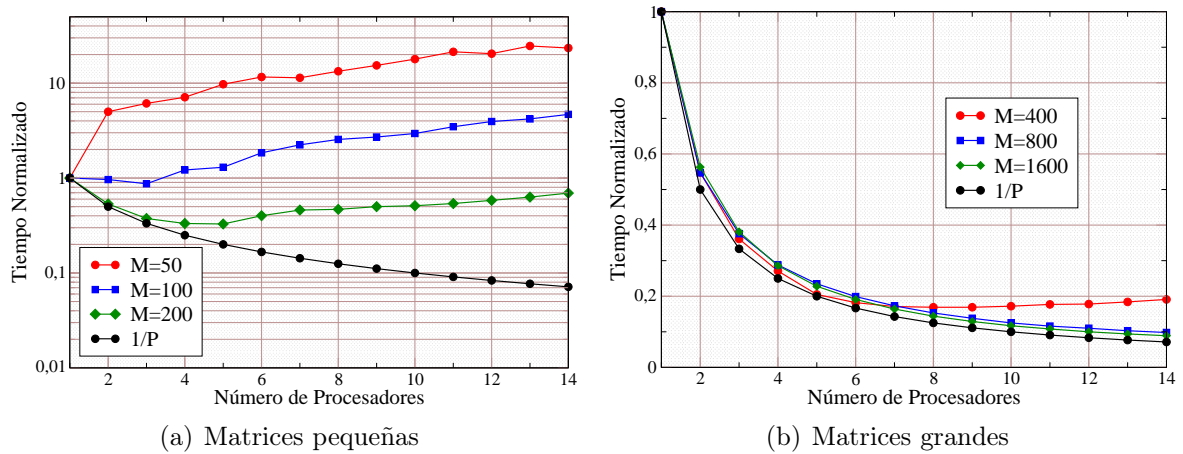 Tiempo Normalizado
10
1
0,1
0,01
M=50
M=100
M=200
1/P
2 4 6 8 10 12 14
Número de Procesadores
(a) Matrices pequeñas
Tiempo Normalizado
1
0.8
0.6
0.4
0.2
0
M=400
M=800
M=1600
1/P
2 4 6 8 10 12 14
Número de Procesadores
(b) Matrices grandes